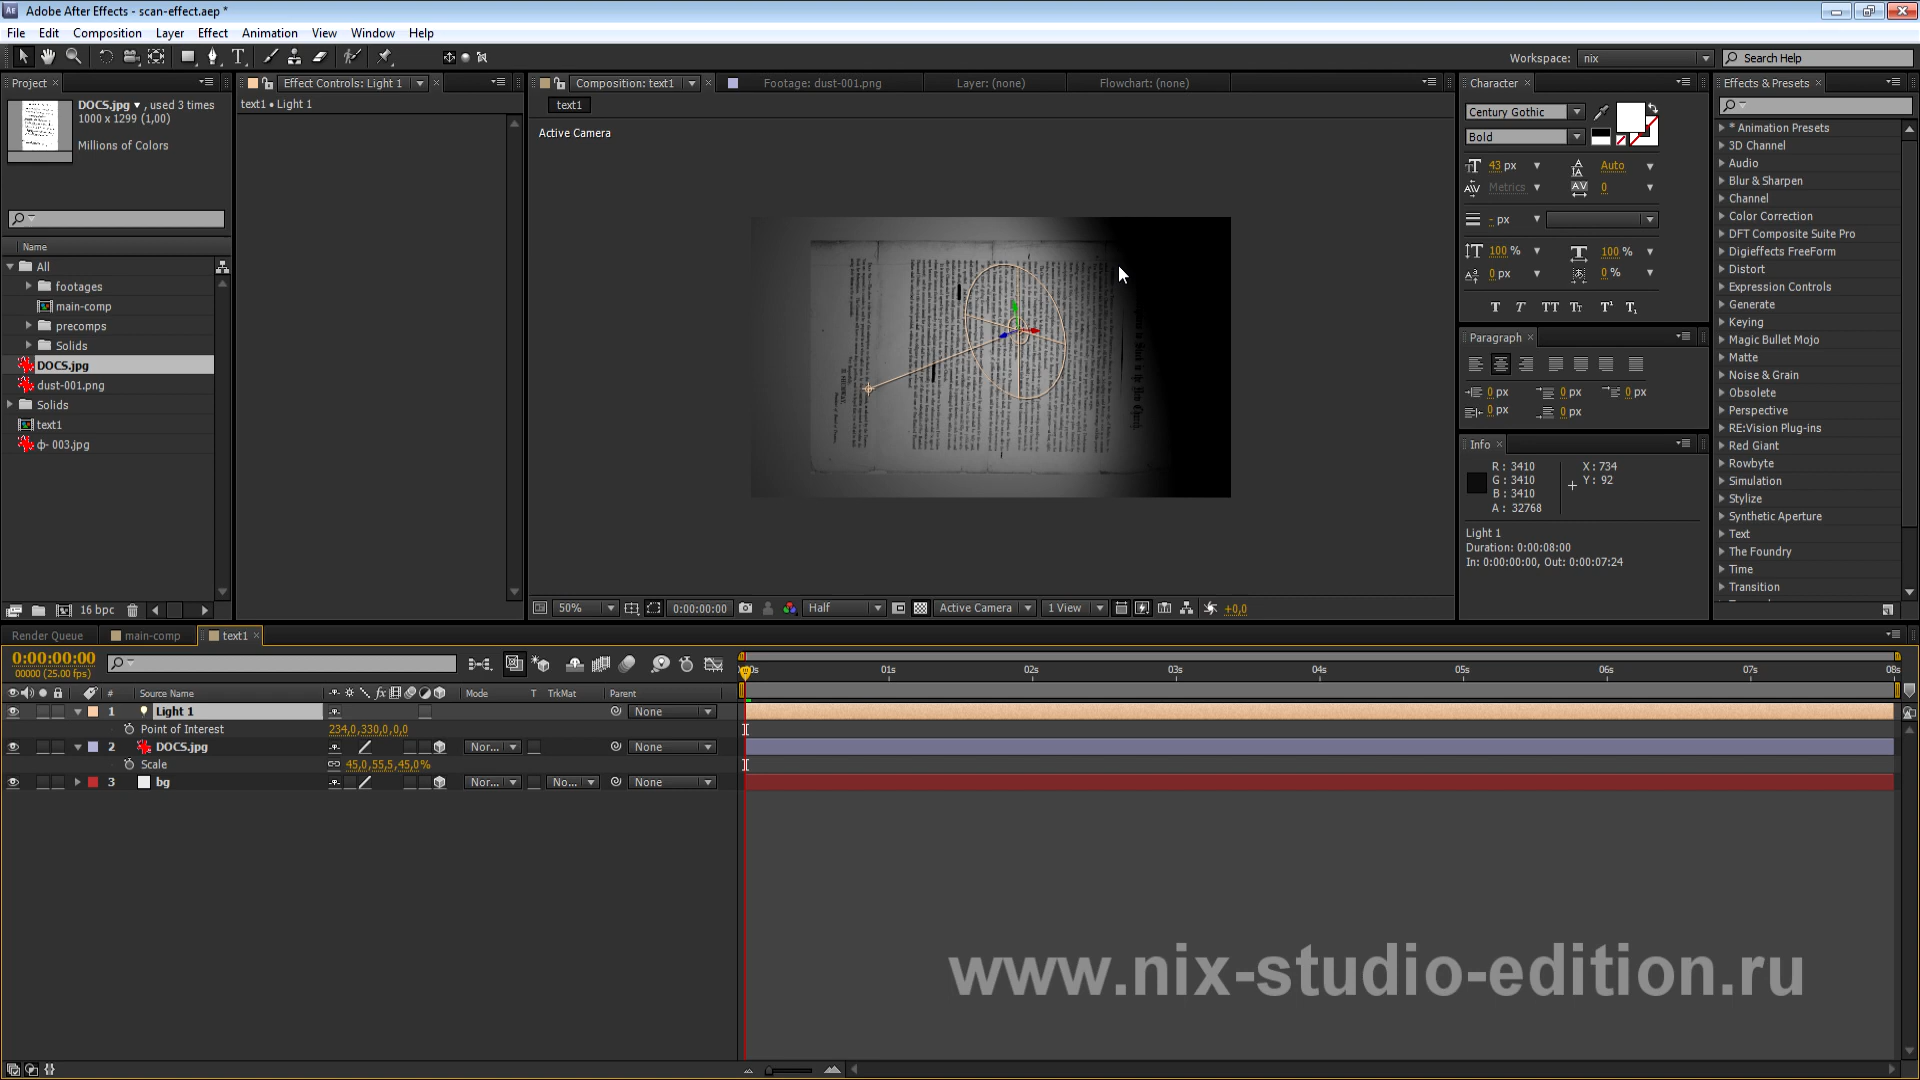 Adobe After Effects - scan-effect.aep *
File Edit Composition Layer Effect Animation View Window Help
Workspace: nix Search Help
Project
DOCS.jpg , used 3 times
1000 x 1299 (1,00)
Millions of Colors
Name
All
footages
main-comp
precomps
Solids
DOCS.jpg
dust-001.png
Solids
text1
ф- 003.jpg
16 bpc
Effect Controls: Light 1
text1 • Light 1
Composition: text1 Footage: dust-001.png Layer: (none) Flowchart: (none)
text1
Active Camera
50% 0:00:00:00 Half Active Camera 1 View +0,0
Character
Century Gothic
Bold
43 px Auto
Metrics 0
- px
100 % 100 %
0 px 0 %
Paragraph
0 px 0 px 0 px
0 px 0 px
Info
R : 3410 X : 734
G : 3410 Y : 92
B : 3410
A : 32768
Light 1
Duration: 0:00:08:00
In: 0:00:00:00, Out: 0:00:07:24
Effects & Presets
* Animation Presets
3D Channel
Audio
Blur & Sharpen
Channel
Color Correction
DFT Composite Suite Pro
Digieffects FreeForm
Distort
Expression Controls
Generate
Keying
Magic Bullet Mojo
Matte
Noise & Grain
Obsolete
Perspective
RE:Vision Plug-ins
Red Giant
Rowbyte
Simulation
Stylize
Synthetic Aperture
Text
The Foundry
Time
Transition
Render Queue main-comp text1
0:00:00:00
00000 (25.00 fps)
01s 02s 03s 04s 05s 06s 07s 08s
# Source Name Mode T TrkMat Parent
1 Light 1 None
Point of Interest 234,0,330,0,0,0
2 DOCS.jpg Nor... None
Scale 45,0,55,5,45,0%
3 bg Nor... No... None
www.nix-studio-edition.ru